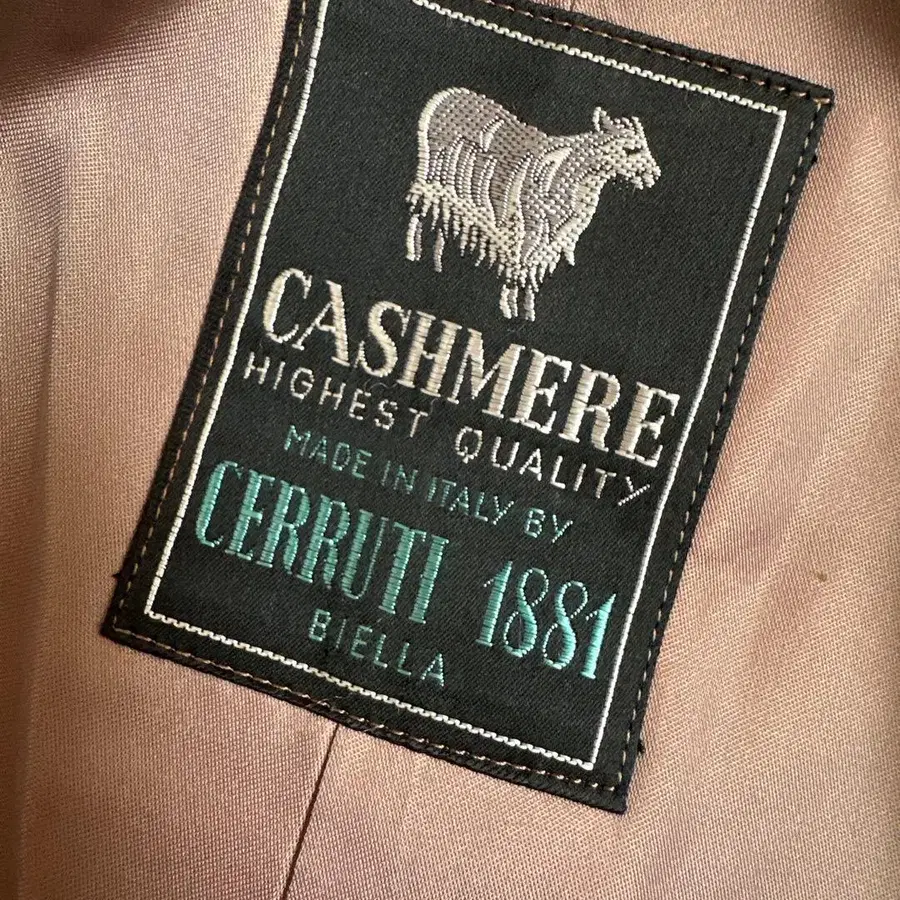 CASHMERE
HIGHEST QUALITY
MADE IN ITALY BY
CERRUTI 1881
BIELLA